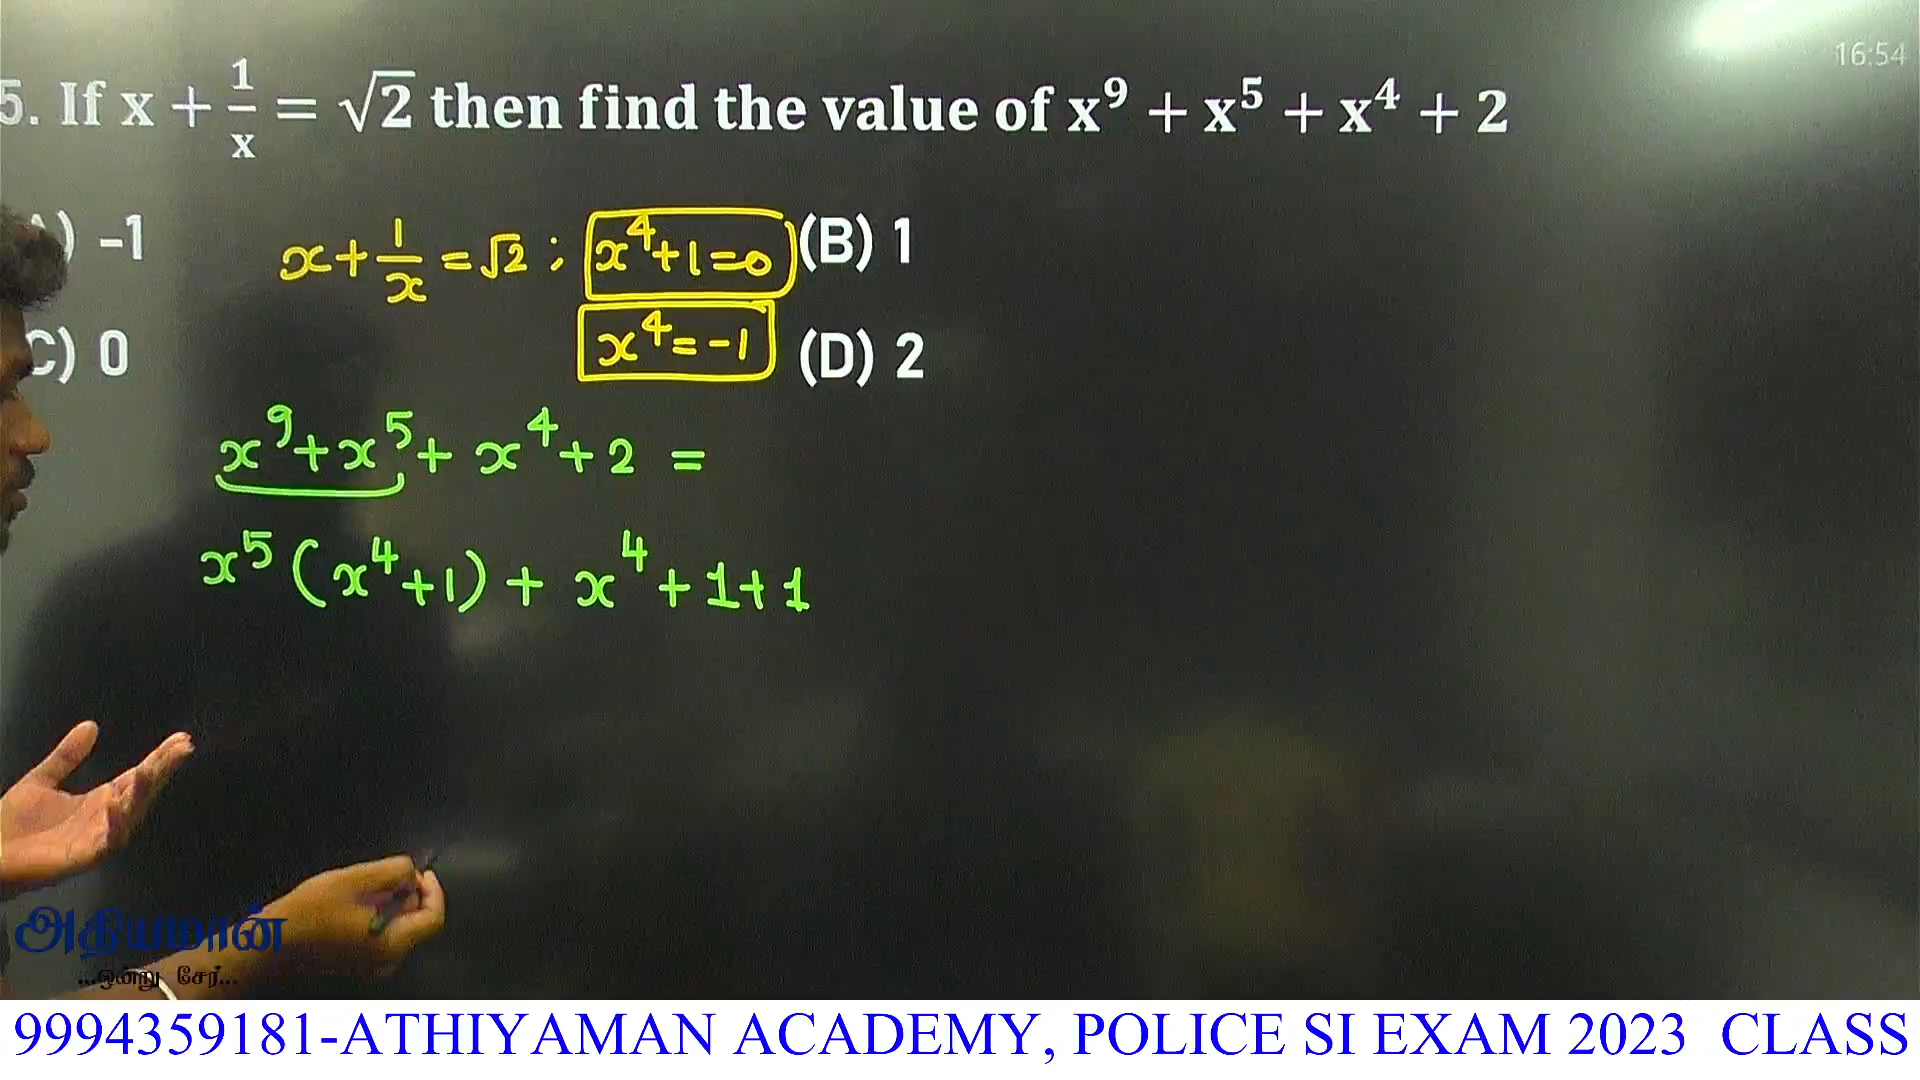 16:54
5. If x + 1/x = √2 then find the value of x⁹ + x⁵ + x⁴ + 2
A) -1
(B) 1
C) 0
(D) 2
x + 1/x = √2 ; x⁴+1=0
x⁴=-1
x⁹+x⁵+ x⁴+2 =
x⁵(x⁴+1) + x⁴+1+1
அதியமான்
...ஒன்று சேர்...
9994359181-ATHIYAMAN ACADEMY, POLICE SI EXAM 2023 CLASS